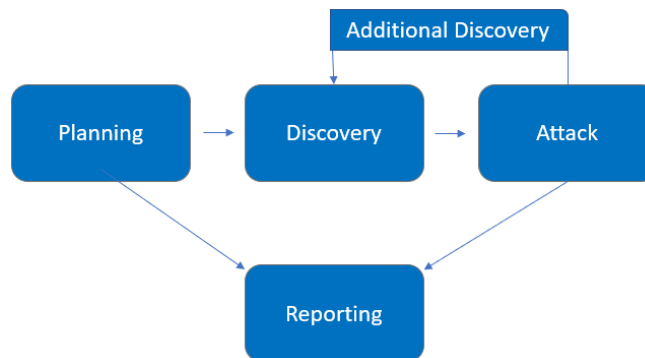 Additional Discovery
Planning
Discovery
Attack
Reporting